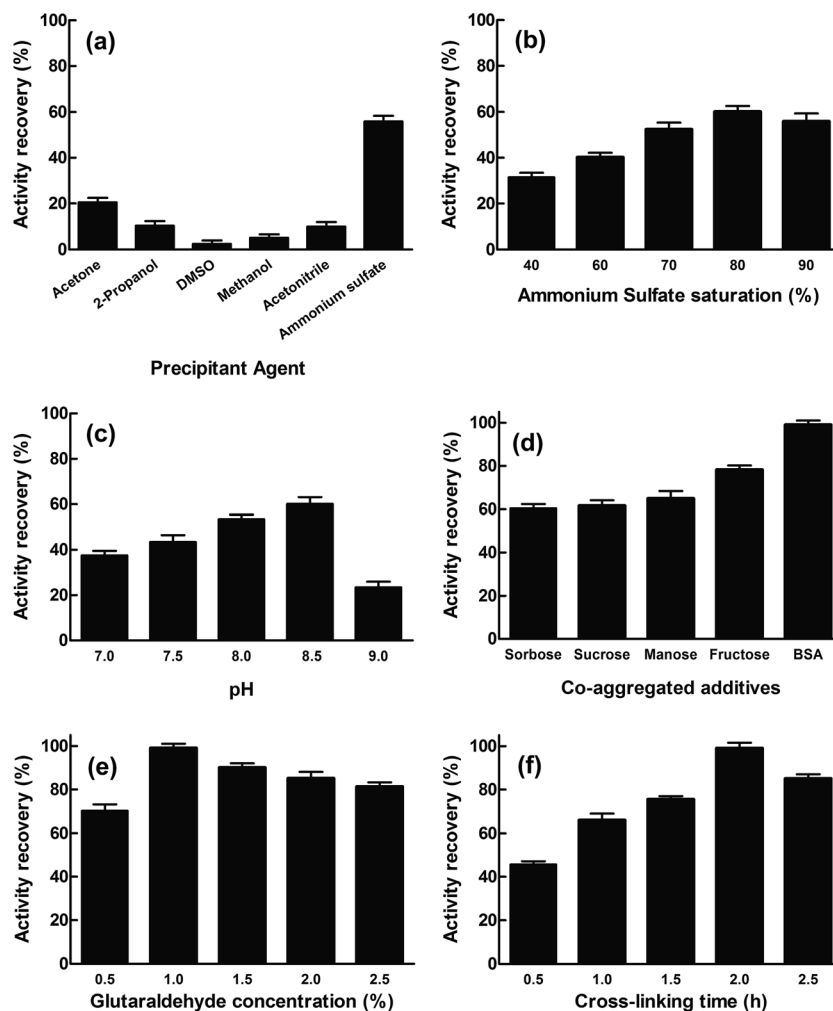 (a)
Activity recovery (%)
100
80
60
40
20
0
Acetone
2-Propanol
DMSO
Methanol
Acetonitrile
Ammonium sulfate
Precipitant Agent
(b)
Activity recovery (%)
100
80
60
40
20
0
40 60 70 80 90
Ammonium Sulfate saturation (%)
(c)
Activity recovery (%)
100
80
60
40
20
0
7.0 7.5 8.0 8.5 9.0
pH
(d)
Activity recovery (%)
100
80
60
40
20
0
Sorbose Sucrose Manose Fructose BSA
Co-aggregated additives
(e)
Activity recovery (%)
100
80
60
40
20
0
0.5 1.0 1.5 2.0 2.5
Glutaraldehyde concentration (%)
(f)
Activity recovery (%)
100
80
60
40
20
0
0.5 1.0 1.5 2.0 2.5
Cross-linking time (h)